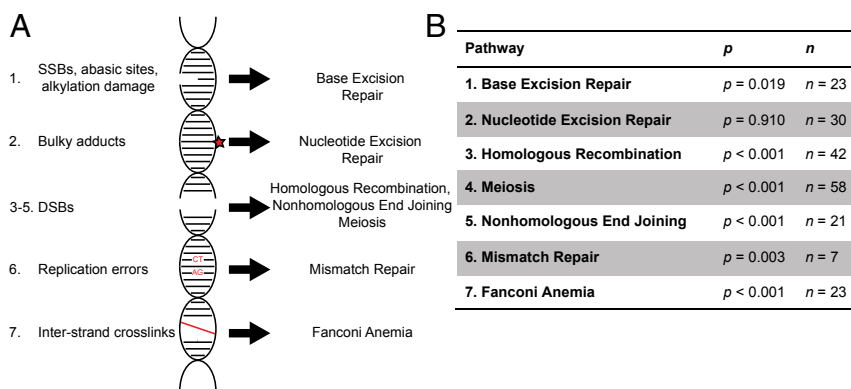 A
1. SSBs, abasic sites,
alkylation damage
Base Excision
Repair
2. Bulky adducts
Nucleotide Excision
Repair
3-5. DSBs
Homologous Recombination,
Nonhomologous End Joining
Meiosis
6. Replication errors
CT
AG
Mismatch Repair
7. Inter-strand crosslinks
Fanconi Anemia
B
Pathway p n
1. Base Excision Repair p = 0.019 n = 23
2. Nucleotide Excision Repair p = 0.910 n = 30
3. Homologous Recombination p < 0.001 n = 42
4. Meiosis p < 0.001 n = 58
5. Nonhomologous End Joining p < 0.001 n = 21
6. Mismatch Repair p = 0.003 n = 7
7. Fanconi Anemia p < 0.001 n = 23